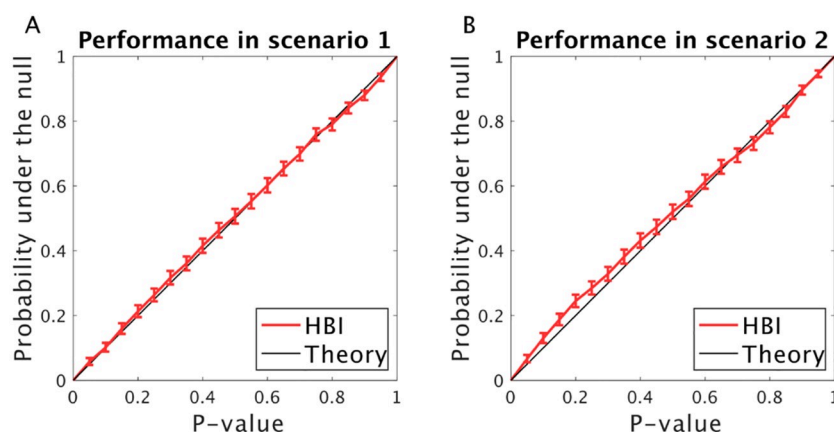 A
Performance in scenario 1
Probability under the null
1
0.8
0.6
0.4
0.2
0
0
0.2
0.4
0.6
0.8
1
P-value
HBI
Theory
B
Performance in scenario 2
Probability under the null
1
0.8
0.6
0.4
0.2
0
0
0.2
0.4
0.6
0.8
1
P-value
HBI
Theory